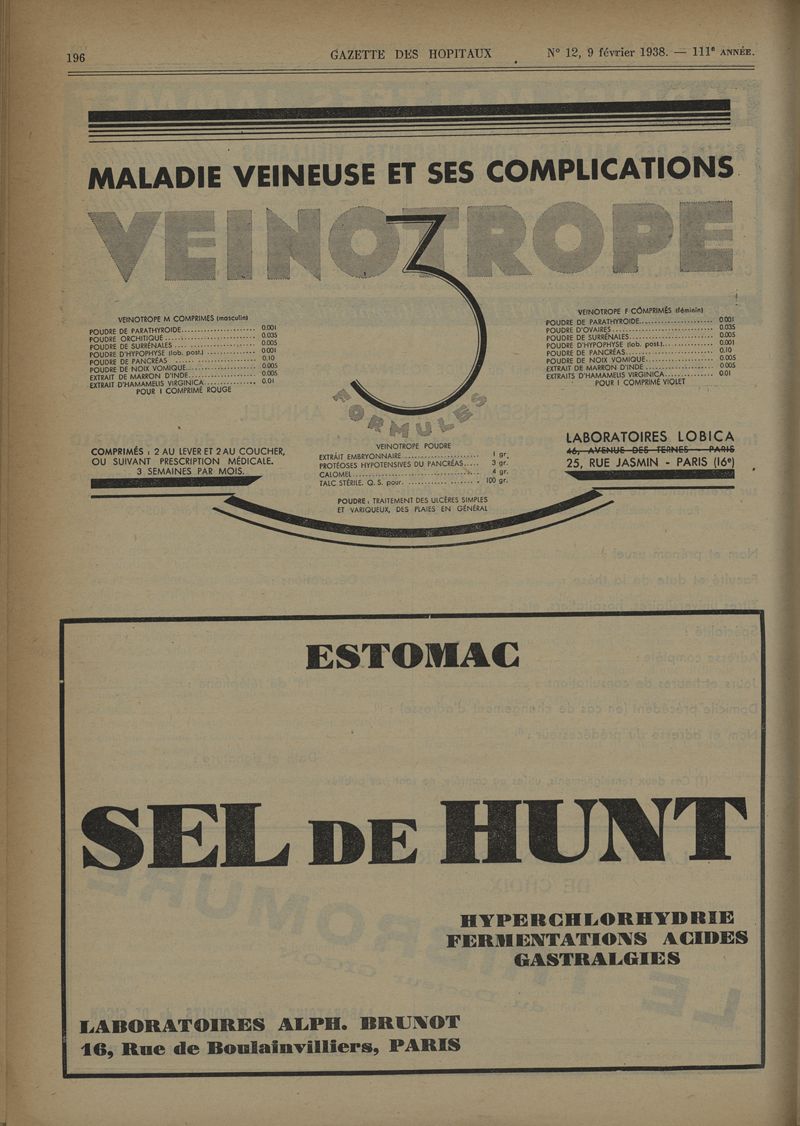 196
GAZETTE DES HOPITAUX
N° 12, 9 février 1938. — 111e ANNÉE.
MALADIE VEINEUSE ET SES COMPLICATIONS
VEINOTROPE
3
FORMULES
VEINOTROPE M COMPRIMES (masculin)
POUDRE DE PARATHYROIDE..................... 0.001
POUDRE ORCHITIQUE......................... 0.035
POUDRE DE SURRÉNALES ..................... 0.005
POUDRE D'HYPOPHYSE (lob. post.) .............. 0.001
POUDRE DE PANCRÉAS ..................... 0.10
POUDRE DE NOIX VOMIQUE................... 0.005
EXTRAIT DE MARRON D'INDE.................. 0.005
EXTRAIT D'HAMAMELIS VIRGINICA............... 0.01
POUR 1 COMPRIMÉ ROUGE
VEINOTROPE F COMPRIMÉS (féminin)
POUDRE DE PARATHYROIDE..................... 0.001
POUDRE D'OVAIRES............................ 0.035
POUDRE DE SURRÉNALES....................... 0.005
POUDRE D'HYPOPHYSE (lob. post.).............. 0.001
POUDRE DE PANCRÉAS........................ 0.10
POUDRE DE NOIX VOMIQUE.................... 0.005
EXTRAIT DE MARRON D'INDE................... 0.005
EXTRAITS D'HAMAMELIS VIRGINICA.............. 0.01
POUR 1 COMPRIMÉ VIOLET
COMPRIMÉS : 2 AU LEVER ET 2 AU COUCHER,
OU SUIVANT PRESCRIPTION MÉDICALE.
3 SEMAINES PAR MOIS.
VEINOTROPE POUDRE
EXTRAIT EMBRYONNAIRE...................... 1 gr.
PROTÉOSES HYPOTENSIVES DU PANCRÉAS..... 3 gr.
CALOMEL.................................... 4 gr.
TALC STÉRILE. Q. S. pour. ..................... 100 gr.
POUDRE : TRAITEMENT DES ULCÈRES SIMPLES
ET VARIQUEUX, DES PLAIES EN GÉNÉRAL
LABORATOIRES LOBICA
46, AVENUE DES TERNES - PARIS
25, RUE JASMIN - PARIS (16e)
ESTOMAC
SEL DE HUNT
HYPERCHLORHYDRIE
FERMENTATIONS ACIDES
GASTRALGIES
LABORATOIRES ALPH. BRUNOT
16, Rue de Boulainvilliers, PARIS